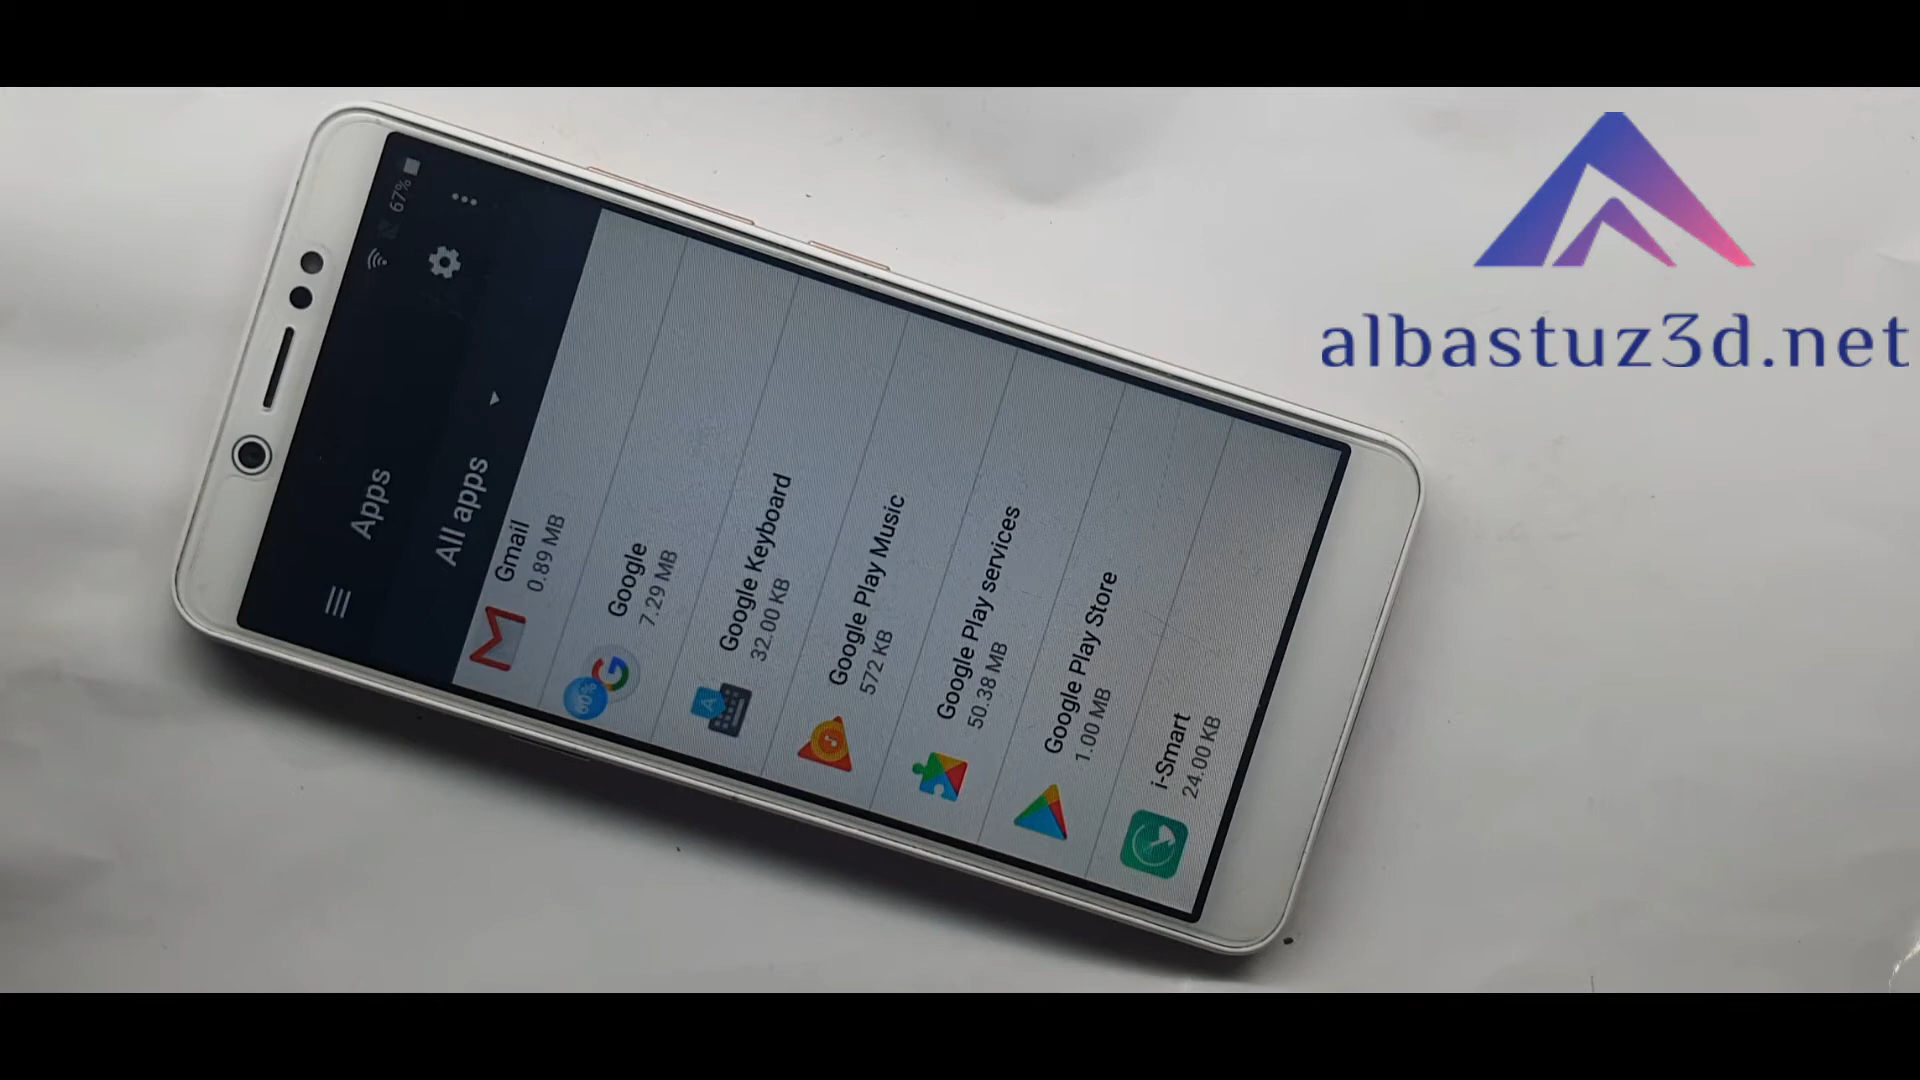 67%
Apps
All apps
Gmail
0.89 MB
Google
7.29 MB
60%
Google Keyboard
32.00 KB
A
Google Play Music
572 KB
Google Play services
50.38 MB
Google Play Store
1.00 MB
i-Smart
24.00 KB
albastuz3d.net